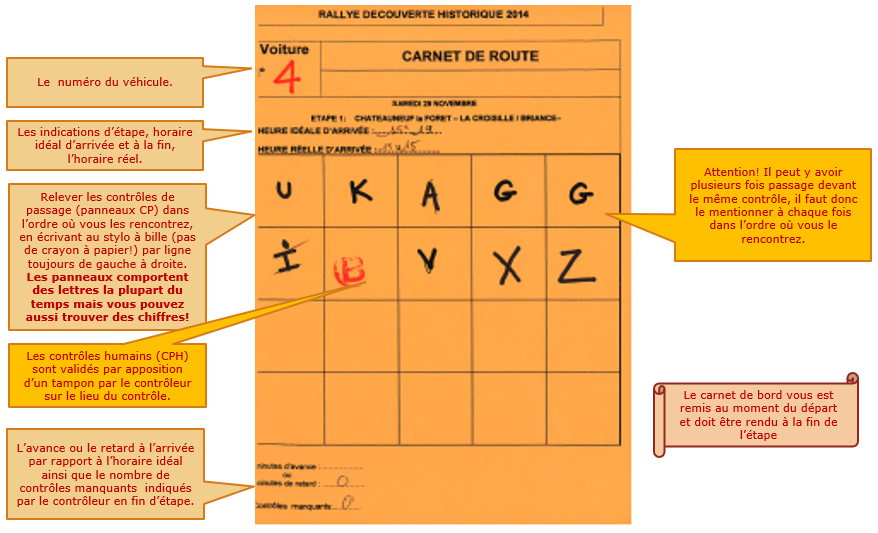 RALLYE DECOUVERTE HISTORIQUE 2014
Voiture
n°
4
CARNET DE ROUTE
SAMEDI 29 NOVEMBRE
ETAPE 1: CHATEAUNEUF la FORET – LA CROISILLE / BRIANCE–
HEURE IDÉALE D'ARRIVÉE :
HEURE RÉELLE D'ARRIVÉE :
U K A G G
I B V X Z
minutes d'avance :
ou
minutes de retard : 0
contrôles manquants: 0
Le numéro du véhicule.
Les indications d'étape, horaire
idéal d'arrivée et à la fin,
l'horaire réel.
Relever les contrôles de
passage (panneaux CP) dans
l'ordre où vous les rencontrez,
en écrivant au stylo à bille (pas
de crayon à papier!) par ligne
toujours de gauche à droite.
Les panneaux comportent
des lettres la plupart du
temps mais vous pouvez
aussi trouver des chiffres!
Les contrôles humains (CPH)
sont validés par apposition
d'un tampon par le contrôleur
sur le lieu du contrôle.
L'avance ou le retard à l'arrivée
par rapport à l'horaire idéal
ainsi que le nombre de
contrôles manquants indiqués
par le contrôleur en fin d'étape.
Attention! Il peut y avoir
plusieurs fois passage devant
le même contrôle, il faut donc
le mentionner à chaque fois
dans l'ordre où vous le
rencontrez.
Le carnet de bord vous est
remis au moment du départ
et doit être rendu à la fin de
l'étape